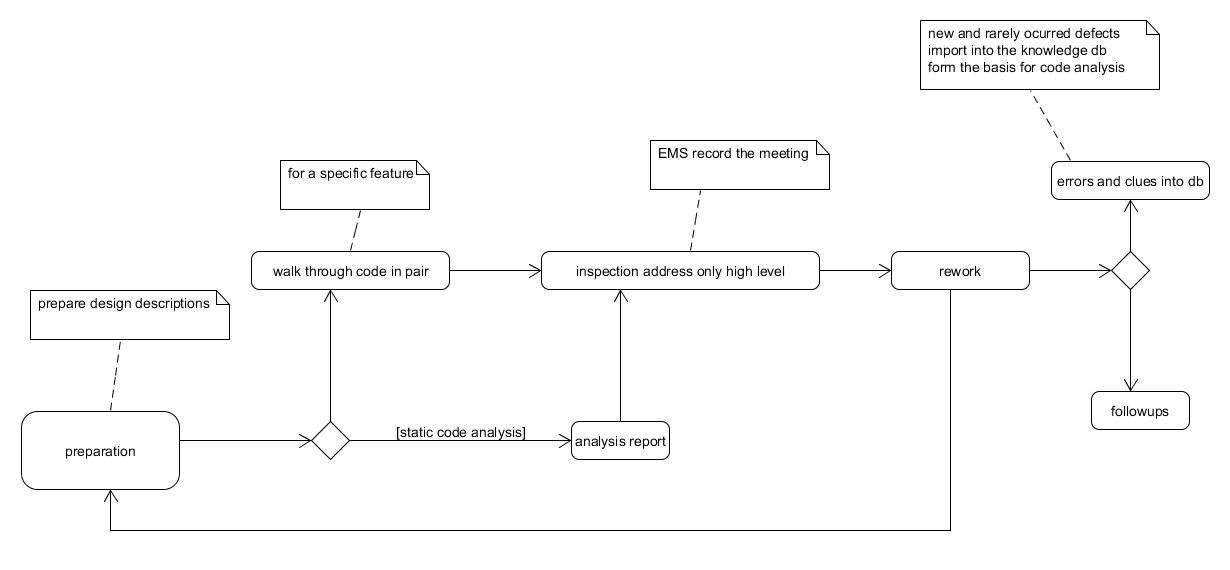 new and rarely ocurred defects
import into the knowledge db
form the basis for code analysis
EMS record the meeting
for a specific feature
errors and clues into db
walk through code in pair
inspection address only high level
rework
prepare design descriptions
followups
[static code analysis]
analysis report
preparation